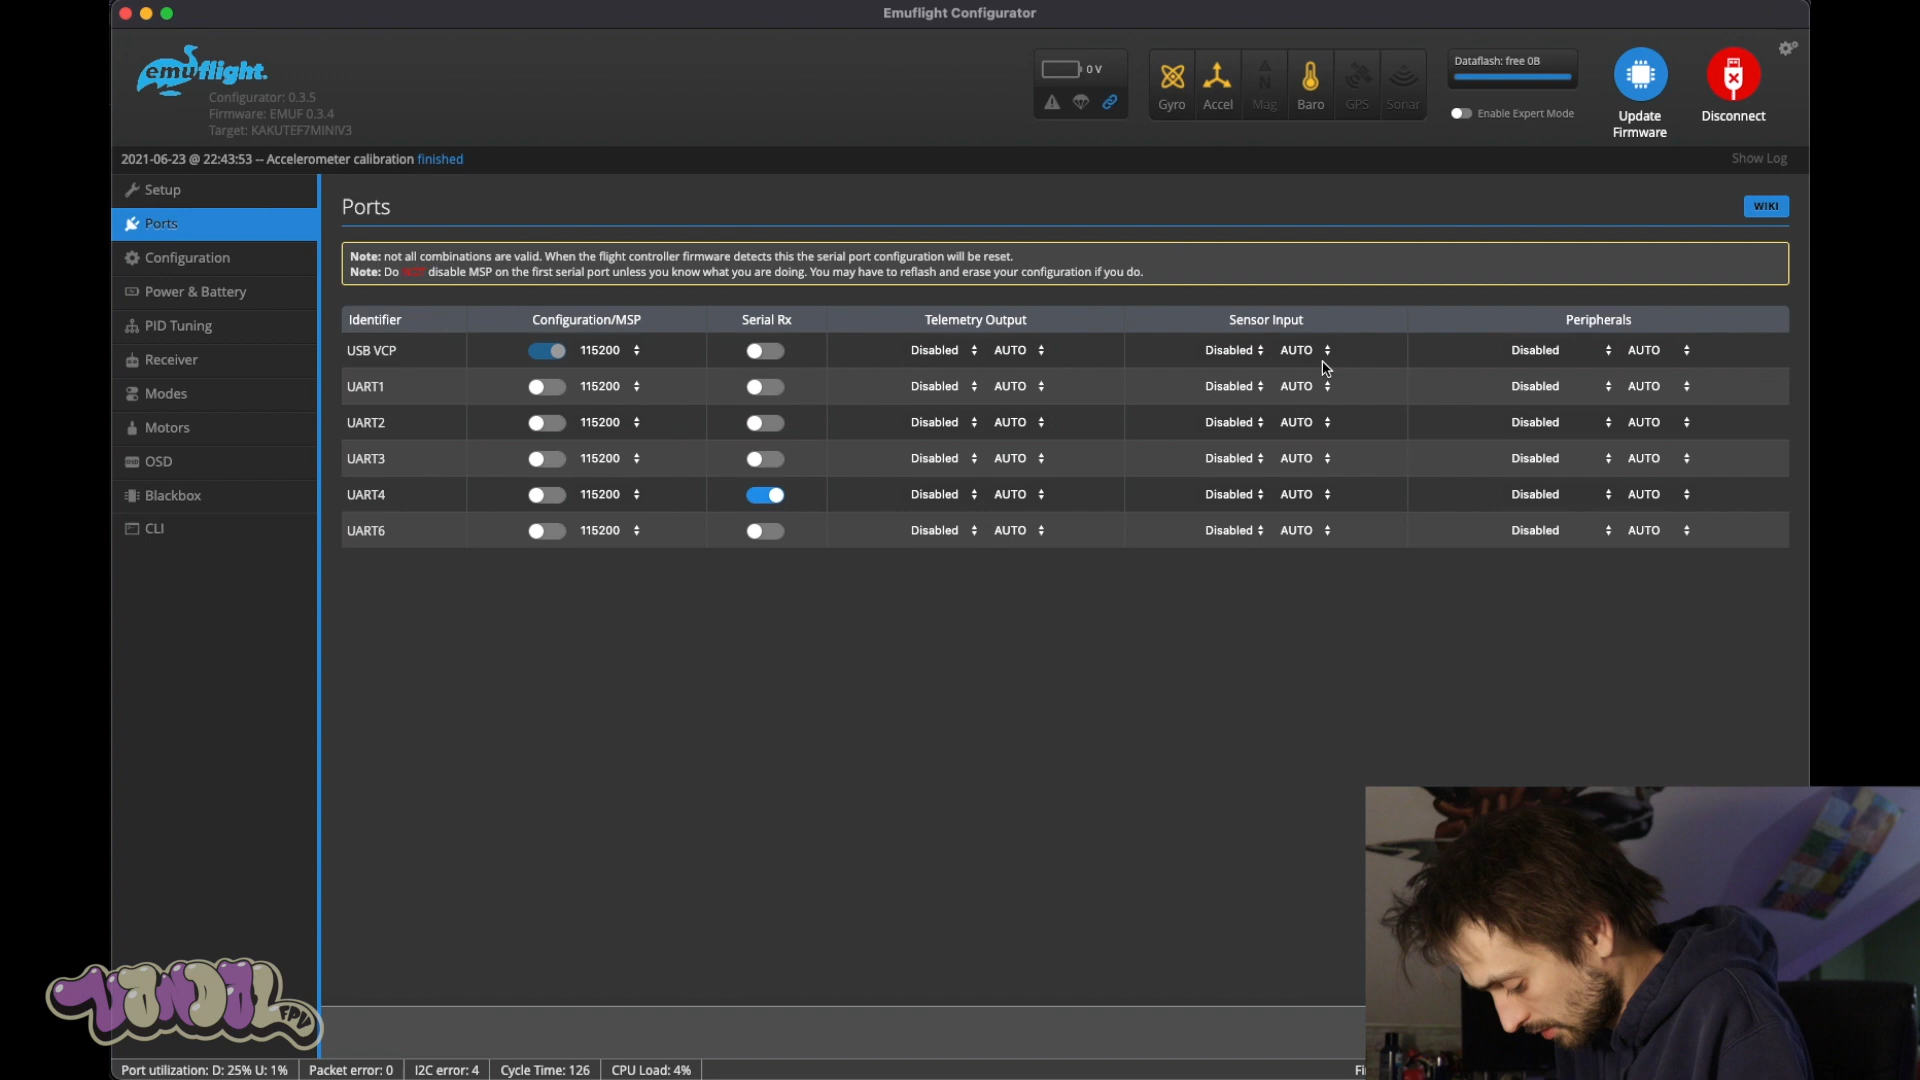 Emuflight Configurator
emuflight.
Configurator: 0.3.5
Firmware: EMUF 0.3.4
Target: KAKUTEF7MINIV3
0 V
Gyro
Accel
Mag
Baro
GPS
Sonar
Dataflash: free 0B
Enable Expert Mode
Update
Firmware
Disconnect
2021-06-23 @ 22:43:53 -- Accelerometer calibration finished
Show Log
Setup
Ports
Configuration
Power & Battery
PID Tuning
Receiver
Modes
Motors
OSD
Blackbox
CLI
Ports
WIKI
Note: not all combinations are valid. When the flight controller firmware detects this the serial port configuration will be reset.
Note: Do NOT disable MSP on the first serial port unless you know what you are doing. You may have to reflash and erase your configuration if you do.
Identifier Configuration/MSP Serial Rx Telemetry Output Sensor Input Peripherals
USB VCP 115200 Disabled AUTO Disabled AUTO Disabled AUTO
UART1 115200 Disabled AUTO Disabled AUTO Disabled AUTO
UART2 115200 Disabled AUTO Disabled AUTO Disabled AUTO
UART3 115200 Disabled AUTO Disabled AUTO Disabled AUTO
UART4 115200 Disabled AUTO Disabled AUTO Disabled AUTO
UART6 115200 Disabled AUTO Disabled AUTO Disabled AUTO
VANDAL
FPV
Port utilization: D: 25% U: 1% Packet error: 0 I2C error: 4 Cycle Time: 126 CPU Load: 4%